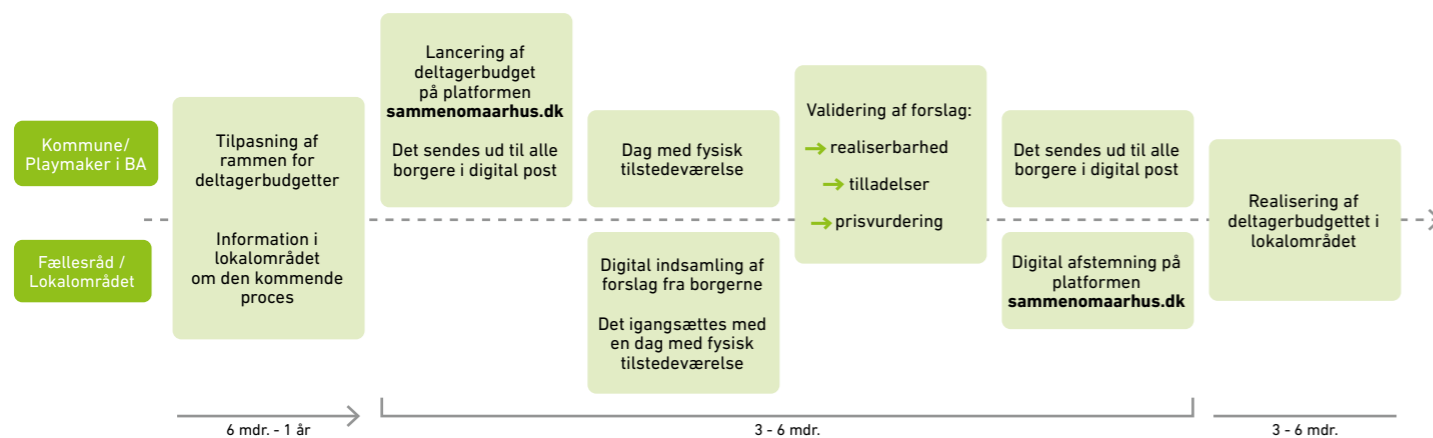 Kommune/
Playmaker i BA
Fællesråd /
Lokalområdet
Tilpasning af
rammen for
deltagerbudgetter
Information i
lokalområdet
om den kommende
proces
Lancering af
deltagerbudget
på platformen
sammenomaarhus.dk
Det sendes ud til alle
borgere i digital post
Dag med fysisk
tilstedeværelse
Digital indsamling af
forslag fra borgerne
Det igangsættes med
en dag med fysisk
tilstedeværelse
Validering af forslag:
→ realiserbarhed
→ tilladelser
→ prisvurdering
Det sendes ud til alle
borgere i digital post
Digital afstemning på
platformen
sammenomaarhus.dk
Realisering af
deltagerbudgettet i
lokalområdet
6 mdr. - 1 år
3 - 6 mdr.
3 - 6 mdr.